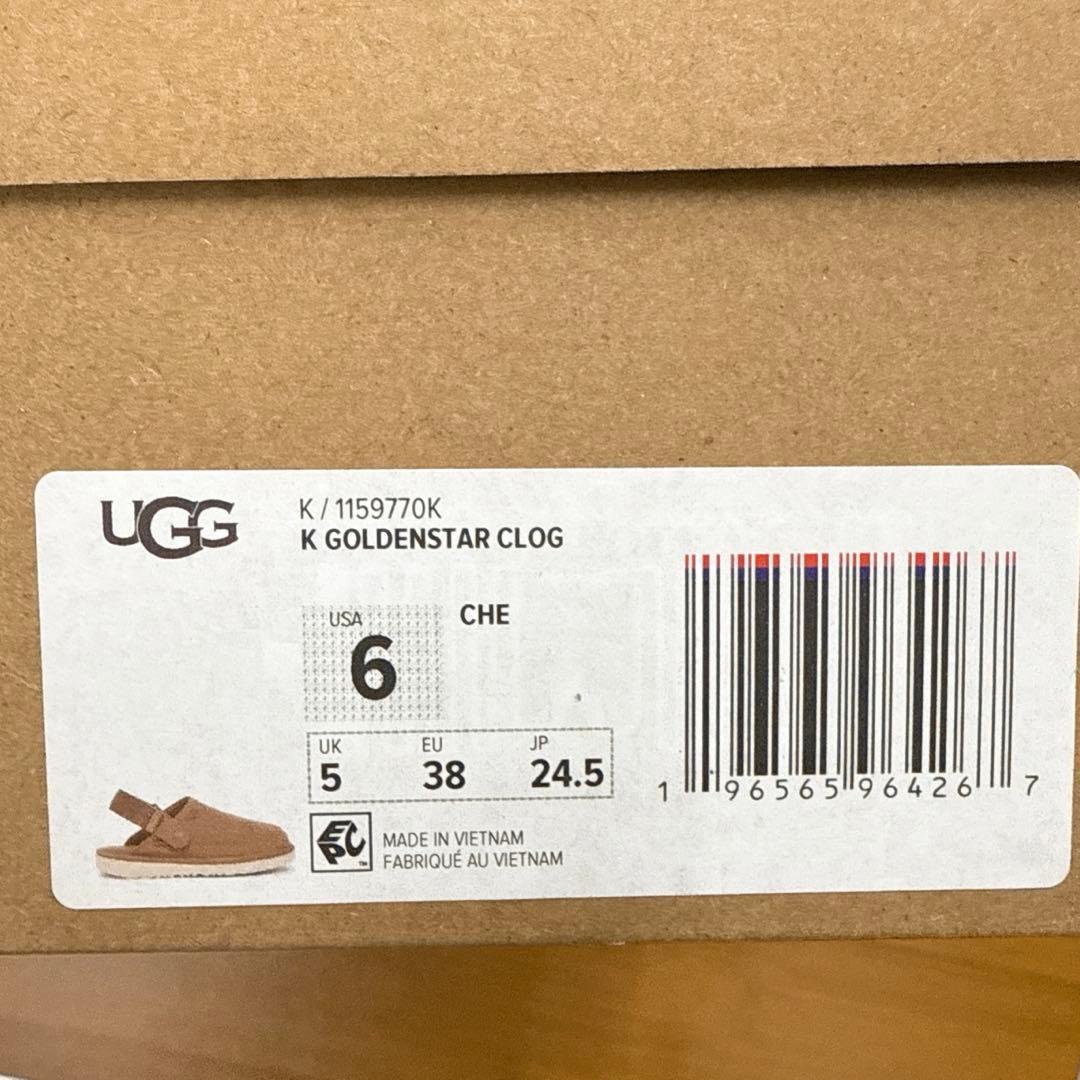 UGG
K / 1159770K
K GOLDENSTAR CLOG
USA
6
CHE
UK EU JP
5 38 24.5
EPC
TM
MADE IN VIETNAM
FABRIQUÉ AU VIETNAM
1 96565 96426 7